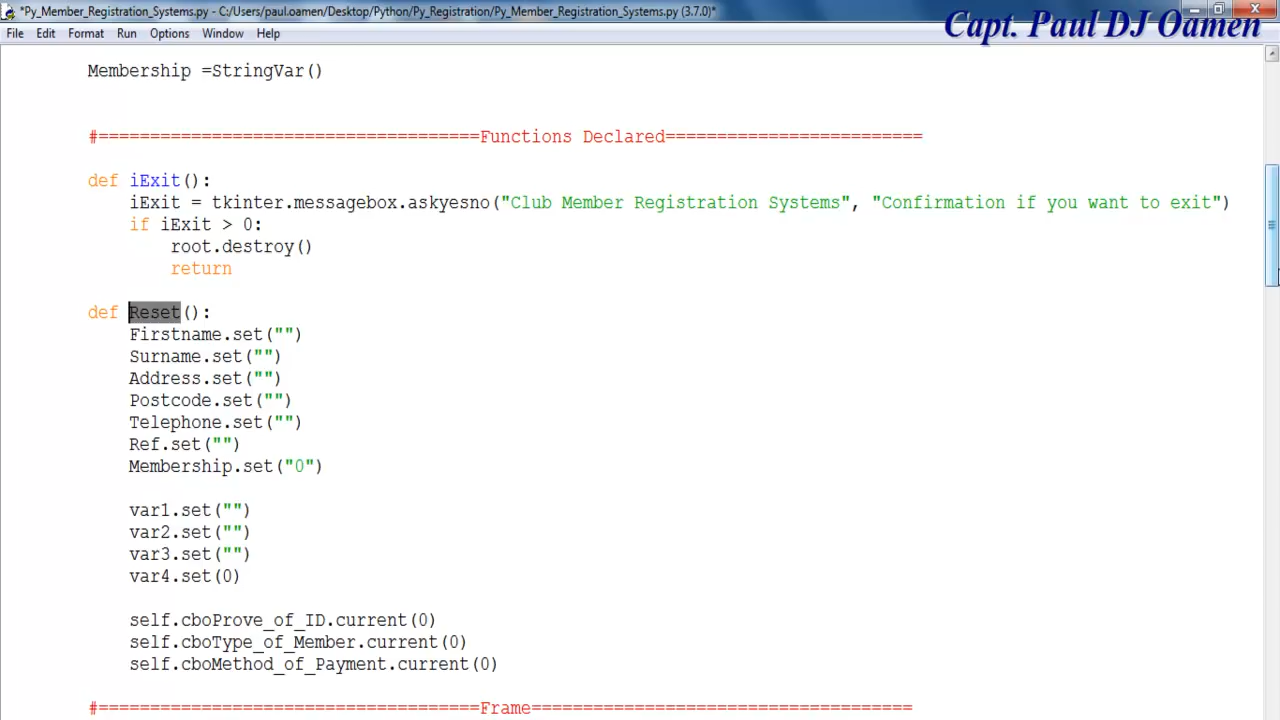 *Py_Member_Registration_Systems.py - C:/Users/paul.oamen/Desktop/Python/Py_Registration/Py_Member_Registration_Systems.py (3.7.0)*
Capt. Paul DJ Oamen
File Edit Format Run Options Window Help
Membership =StringVar()
#=====================================Functions Declared=========================
def iExit():
iExit = tkinter.messagebox.askyesno("Club Member Registration Systems", "Confirmation if you want to exit")
if iExit > 0:
root.destroy()
return
def Reset():
Firstname.set("")
Surname.set("")
Address.set("")
Postcode.set("")
Telephone.set("")
Ref.set("")
Membership.set("0")
var1.set("")
var2.set("")
var3.set("")
var4.set(0)
self.cboProve_of_ID.current(0)
self.cboType_of_Member.current(0)
self.cboMethod_of_Payment.current(0)
#=====================================Frame=====================================